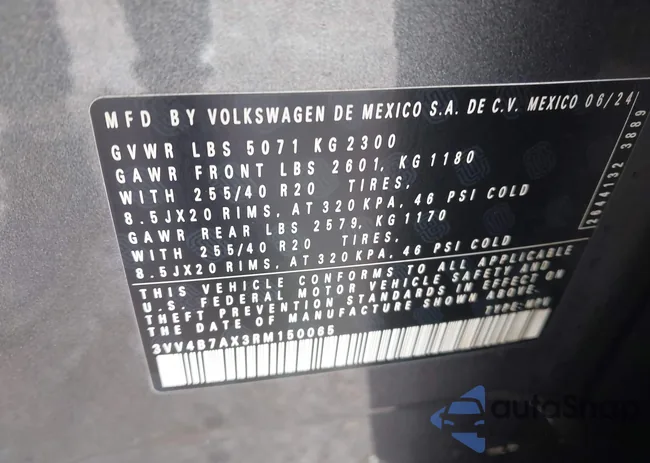 MFD BY VOLKSWAGEN DE MEXICO S.A. DE C.V. MEXICO 06/24
GVWR LBS 5071 KG 2300
GAWR FRONT LBS 2601, KG 1180
WITH 255/40 R20 TIRES,
8.5JX20 RIMS, AT 320 KPA, 46 PSI COLD
GAWR REAR LBS 2579, KG 1170
WITH 255/40 R20 TIRES,
8.5JX20 RIMS, AT 320 KPA, 46 PSI COLD
THIS VEHICLE CONFORMS TO ALL APPLICABLE
U.S. FEDERAL MOTOR VEHICLE SAFETY AND
THEFT PREVENTION STANDARDS IN EFFECT ON
THE DATE OF MANUFACTURE SHOWN ABOVE.
3VV4B7AX3RM150065
TYPE: MPV
3889
autoSnap